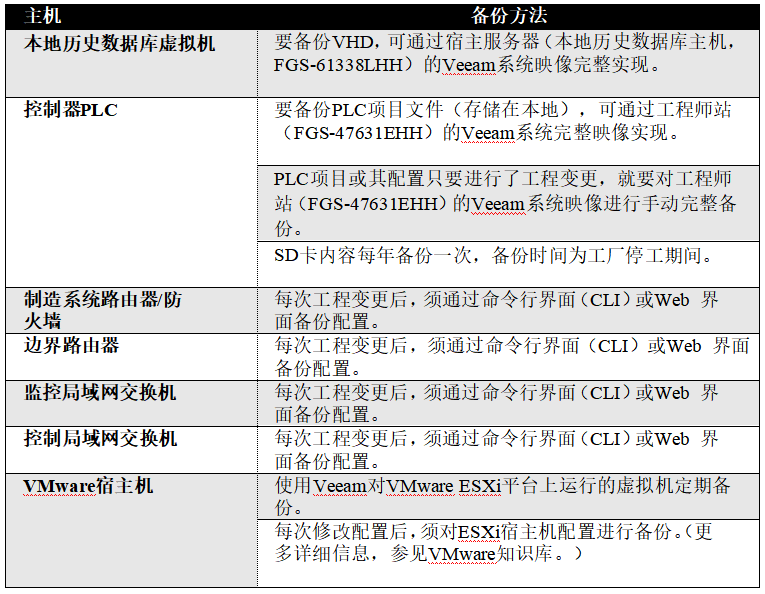 主机 备份方法
本地历史数据库虚拟机 要备份VHD，可通过宿主服务器（本地历史数据库主机，
FGS-61338LHH）的Veeam系统映像完整实现。
控制器PLC 要备份PLC项目文件（存储在本地），可通过工程师站
（FGS-47631EHH）的Veeam系统完整映像实现。
PLC项目或其配置只要进行了工程变更，就要对工程师
站（FGS-47631EHH）的Veeam系统映像进行手动完整备
份。
SD卡内容每年备份一次，备份时间为工厂停工期间。
制造系统路由器/防 每次工程变更后，须通过命令行界面（CLI）或Web 界
火墙 面备份配置。
边界路由器 每次工程变更后，须通过命令行界面（CLI）或Web 界面
备份配置。
监控局域网交换机 每次工程变更后，须通过命令行界面（CLI）或Web 界
面备份配置。
控制局域网交换机 每次工程变更后，须通过命令行界面（CLI）或Web 界
面备份配置。
VMware宿主机 使用Veeam对VMware ESXi平台上运行的虚拟机定期备
份。
每次修改配置后，须对ESXi宿主机配置进行备份。（更
多详细信息，参见VMware知识库。）